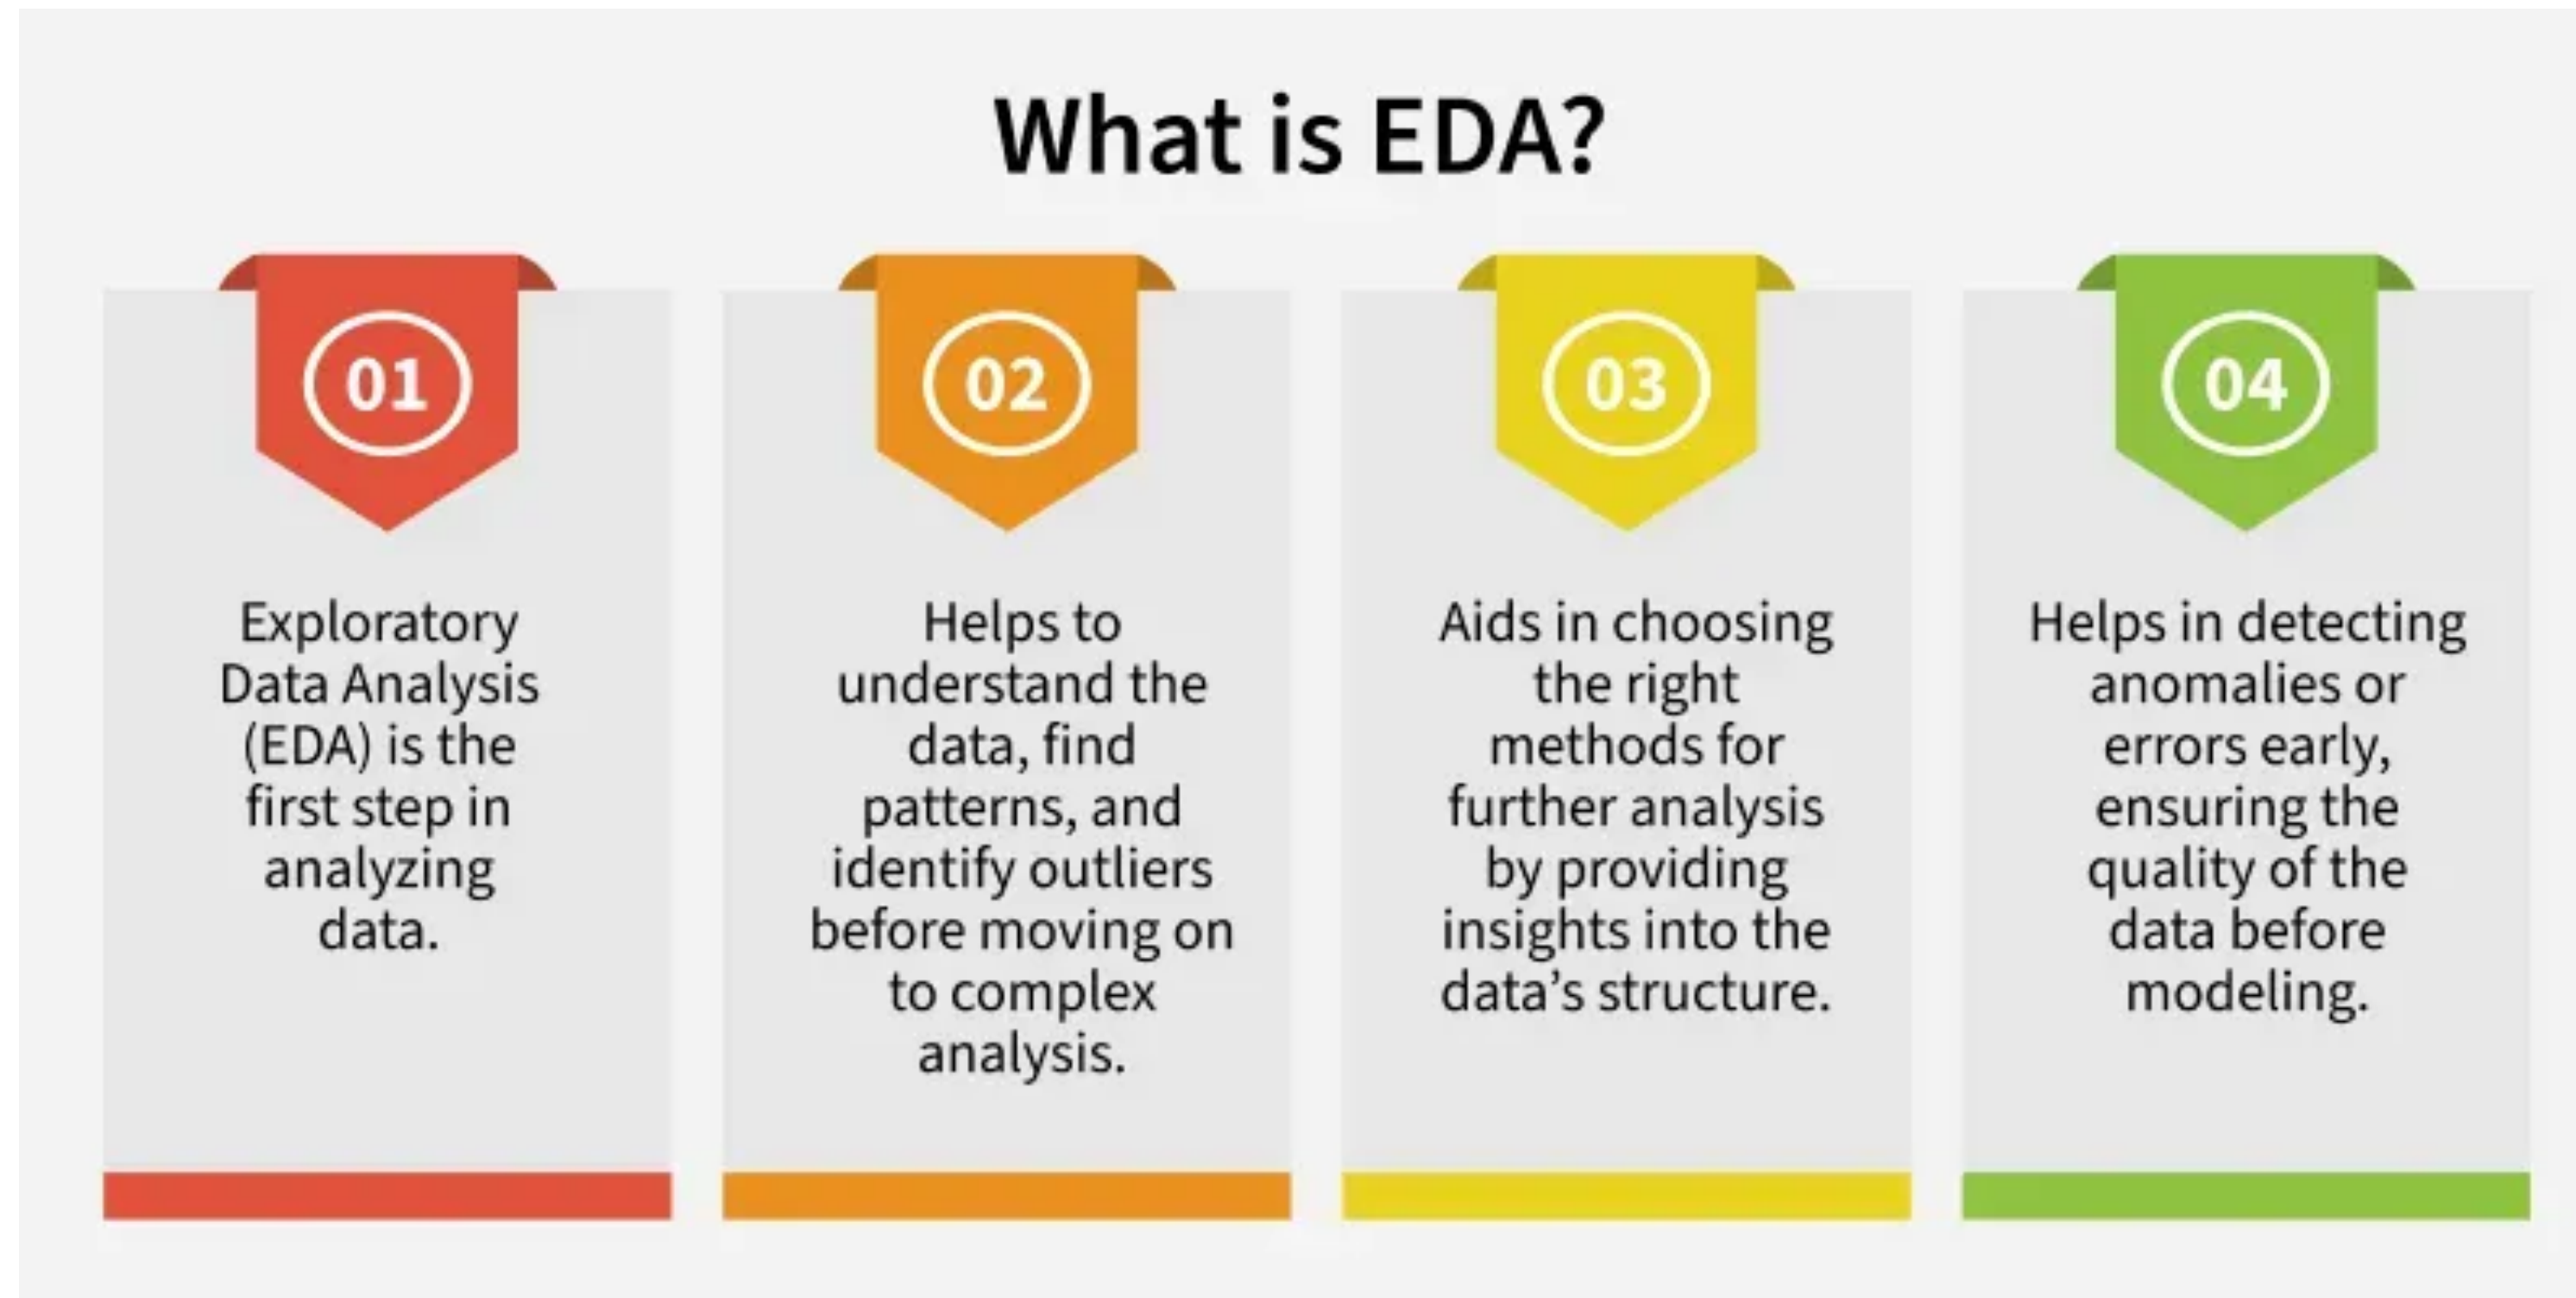 What is EDA?
01
Exploratory
Data Analysis
(EDA) is the
first step in
analyzing
data.
02
Helps to
understand the
data, find
patterns, and
identify outliers
before moving on
to complex
analysis.
03
Aids in choosing
the right
methods for
further analysis
by providing
insights into the
data’s structure.
04
Helps in detecting
anomalies or
errors early,
ensuring the
quality of the
data before
modeling.